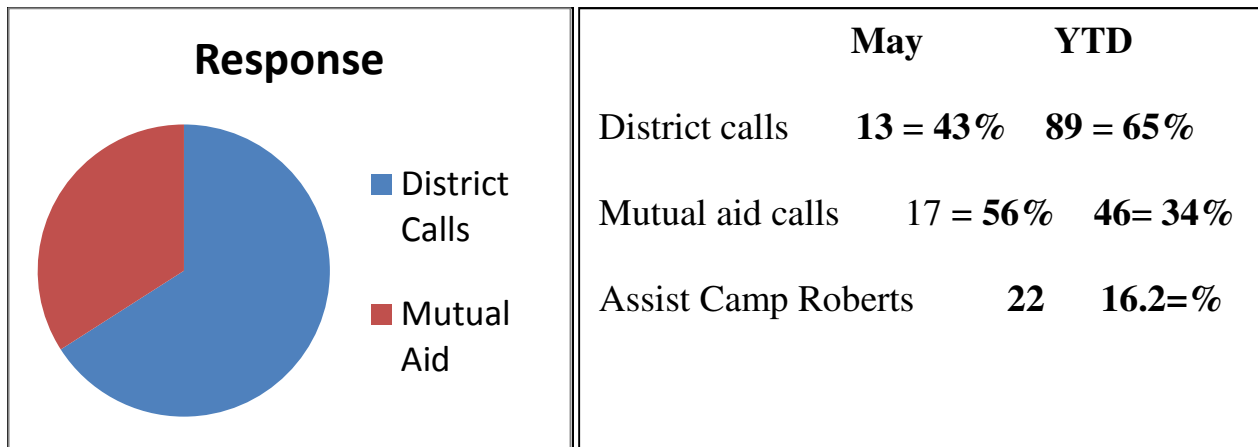 Response
District
Calls
Mutual
Aid
May YTD
District calls 13 = 43% 89 = 65%
Mutual aid calls 17 = 56% 46= 34%
Assist Camp Roberts 22 16.2=%